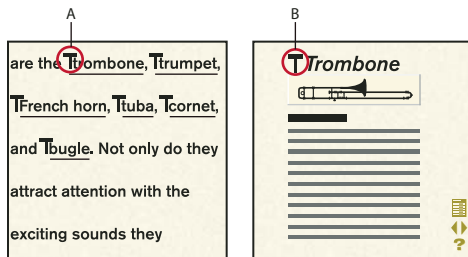 A
B
are the Ttrombone, Ttrumpet,
TFrench horn, Ttuba, Tcornet,
and Tbugle. Not only do they
attract attention with the
exciting sounds they
TTrombone
?